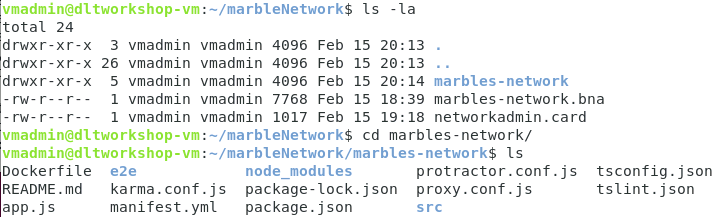 vmadmin@dltworkshop-vm:~/marbleNetwork$ ls -la
total 24
drwxr-xr-x  3 vmadmin vmadmin 4096 Feb 15 20:13 .
drwxr-xr-x 26 vmadmin vmadmin 4096 Feb 15 20:13 ..
drwxr-xr-x  5 vmadmin vmadmin 4096 Feb 15 20:14 marbles-network
-rw-r--r--  1 vmadmin vmadmin 7768 Feb 15 18:39 marbles-network.bna
-rw-r--r--  1 vmadmin vmadmin 1017 Feb 15 19:18 networkadmin.card
vmadmin@dltworkshop-vm:~/marbleNetwork$ cd marbles-network/
vmadmin@dltworkshop-vm:~/marbleNetwork/marbles-network$ ls
Dockerfile  e2e            node_modules       protractor.conf.js  tsconfig.json
README.md   karma.conf.js  package-lock.json  proxy.conf.js       tslint.json
app.js      manifest.yml   package.json       src